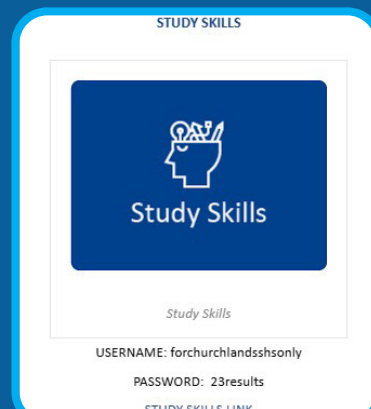 STUDY SKILLS
Study Skills
Study Skills
USERNAME: forchurchlandsshsonly
PASSWORD: 23results
STUDY SKILLS LINK